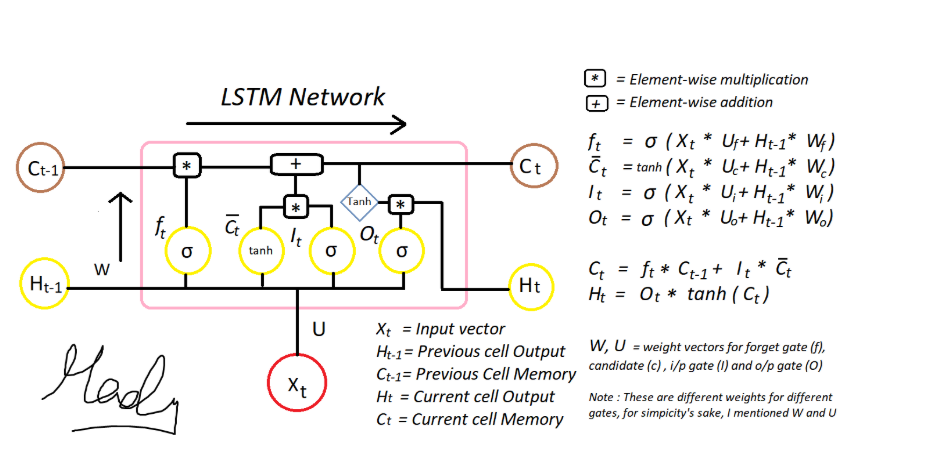 LSTM Network
* = Element-wise multiplication
+ = Element-wise addition
fₜ = σ ( Xₜ * U_f + Hₜ₋₁ * W_f )
C̅ₜ = tanh ( Xₜ * U_c + Hₜ₋₁ * W_c )
Iₜ = σ ( Xₜ * Uᵢ + Hₜ₋₁ * Wᵢ )
Oₜ = σ ( Xₜ * Uₒ + Hₜ₋₁ * Wₒ )
Cₜ = fₜ * Cₜ₋₁ + Iₜ * C̅ₜ
Hₜ = Oₜ * tanh ( Cₜ )
W, U = weight vectors for forget gate (f),
candidate (c) , i/p gate (I) and o/p gate (O)
Note : These are different weights for different
gates, for simpicity's sake, I mentioned W and U
Cₜ₋₁
*
+
Cₜ
Tanh
*
*
fₜ
C̅ₜ
Iₜ
Oₜ
σ
tanh
σ
σ
W
Hₜ₋₁
Hₜ
U
Xₜ
Xₜ = Input vector
Hₜ₋₁ = Previous cell Output
Cₜ₋₁ = Previous Cell Memory
Hₜ = Current cell Output
Cₜ = Current cell Memory